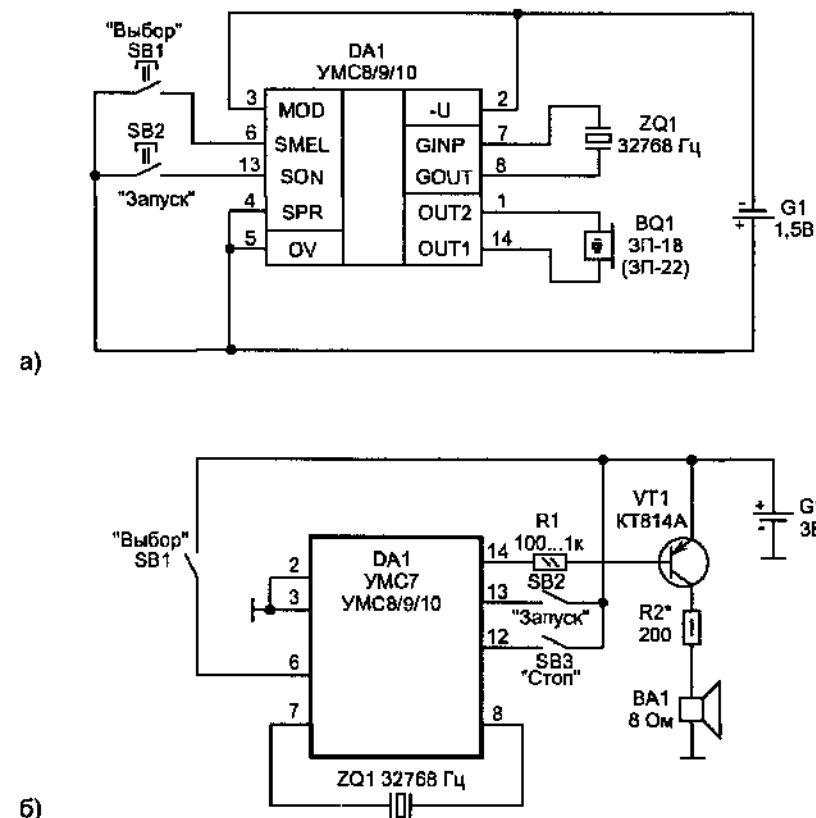 "Выбор"
SB1
DA1
УМС8/9/10
3
MOD
-U
2
6
SMEL
GINP
7
ZQ1
32768 Гц
SB2
13
SON
GOUT
8
"Запуск"
4
SPR
OUT2
1
BQ1
ЗП-18
(ЗП-22)
5
OV
OUT1
14
-
+
G1
1,5В
а)
"Выбор"
SB1
2
3
DA1
УМС7
УМС8/9/10
14
R1
100...1к
VT1
КТ814А
+
-
3
13
SB2
"Запуск"
12
SB3
"Стоп"
R2*
200
6
7
8
BA1
8 Ом
ZQ1 32768 Гц
б)